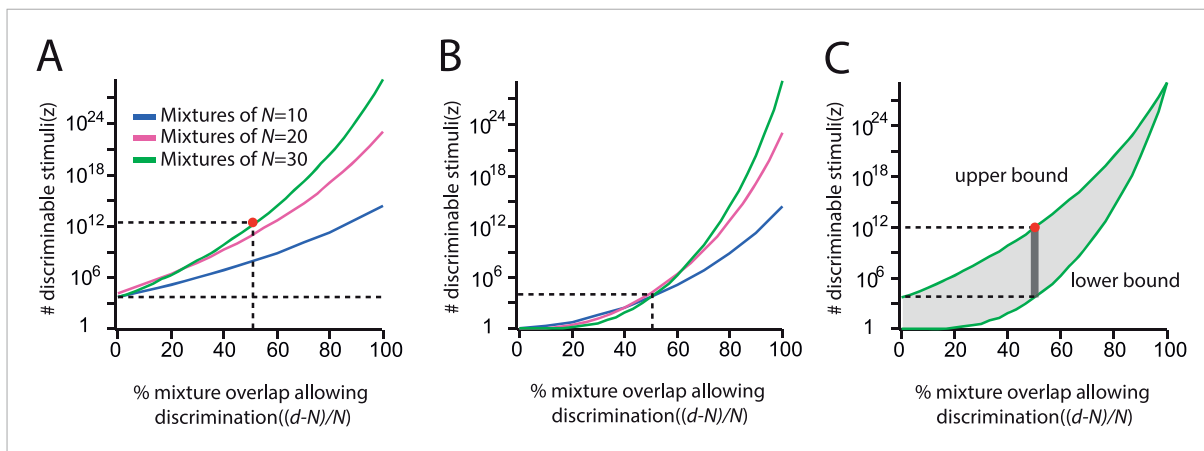 A
# discriminable stimuli(z)
10^24
10^18
10^12
10^6
1
Mixtures of N=10
Mixtures of N=20
Mixtures of N=30
0 20 40 60 80 100
% mixture overlap allowing
discrimination((d-N)/N)
B
# discriminable stimuli(z)
10^24
10^18
10^12
10^6
1
0 20 40 60 80 100
% mixture overlap allowing
discrimination((d-N)/N)
C
# discriminable stimuli(z)
10^24
10^18
10^12
10^6
1
upper bound
lower bound
0 20 40 60 80 100
% mixture overlap allowing
discrimination((d-N)/N)